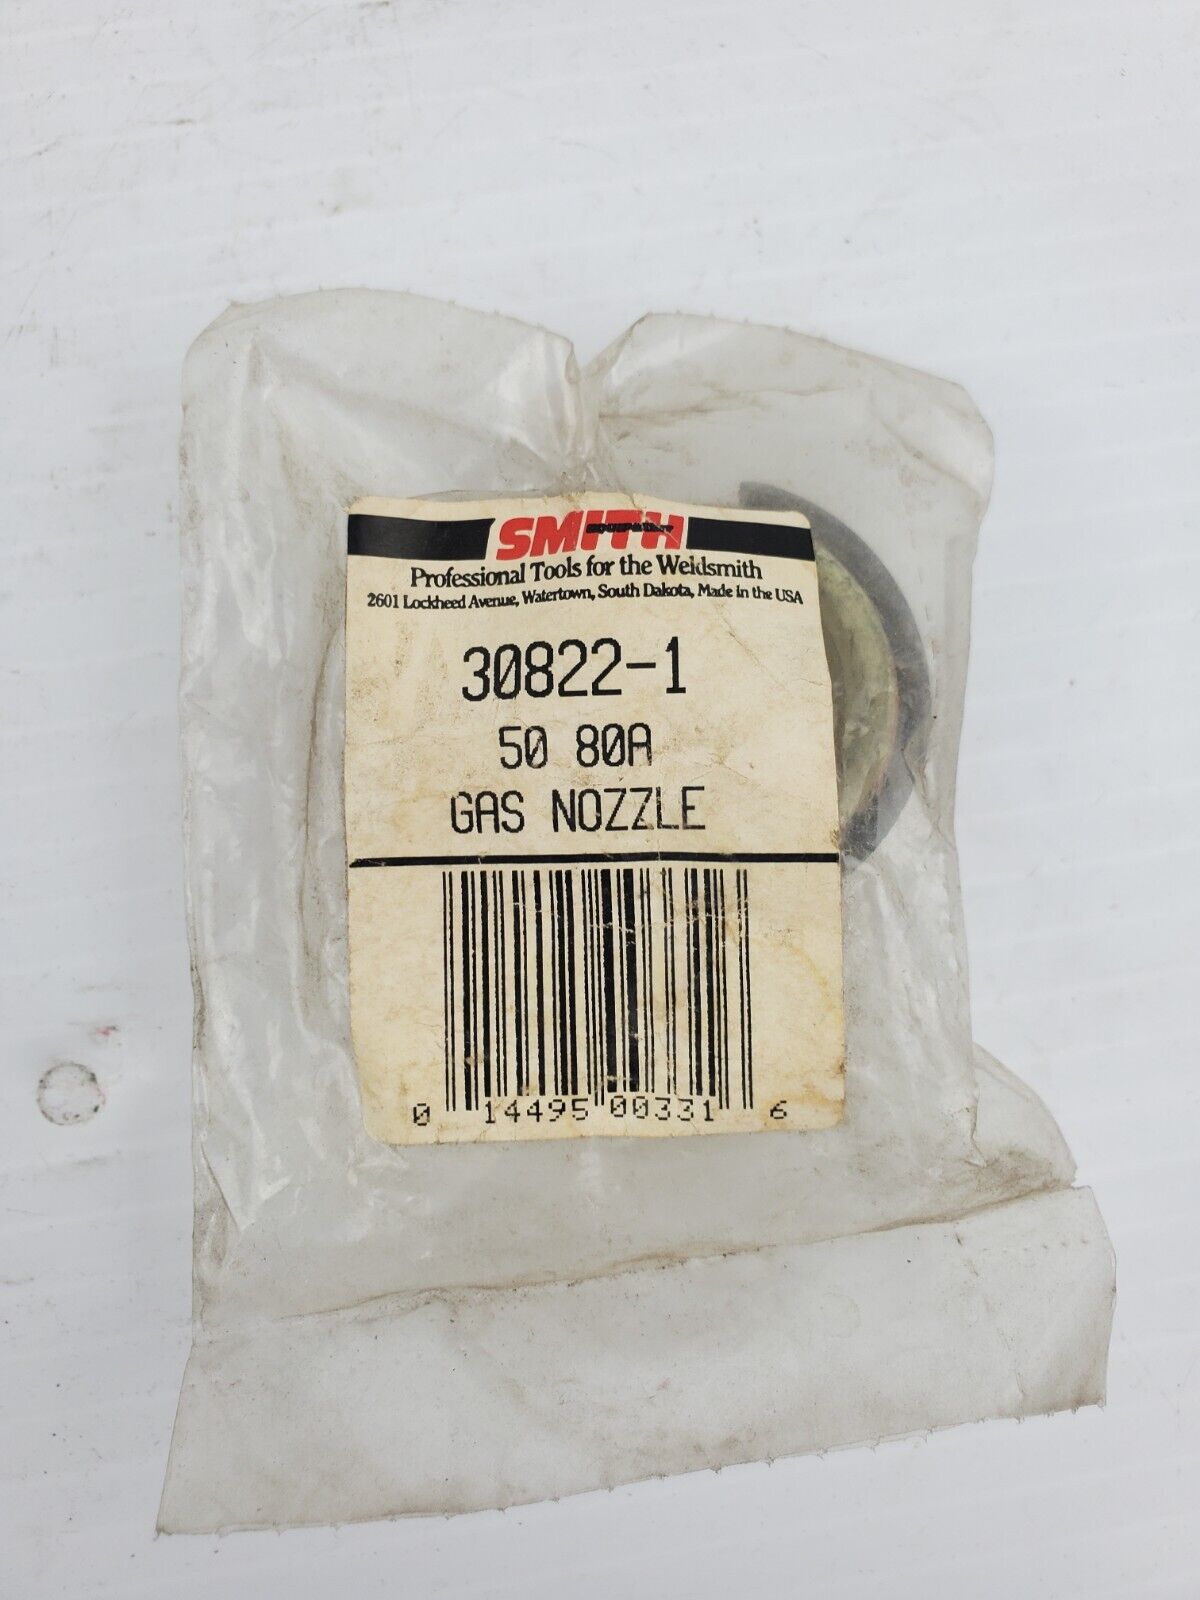 SMITH
EQUIPMENT
Professional Tools for the Weldsmith
2601 Lockheed Avenue, Watertown, South Dakota, Made in the USA
30822-1
50 80A
GAS NOZZLE
0 14495 00331 6